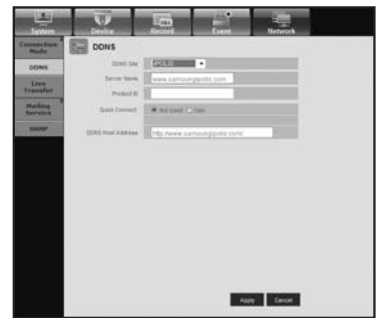 System Device Record Event Network
Connection Mode
DDNS
Live Transfer
Mailing Service
SNMP
DDNS
DDNS Site iPOLiS
Server Name www.samsungipolis.com
Product ID
Quick Connect Not Used Use
DDNS Host Address http://www.samsungipolis.com/
Apply Cancel